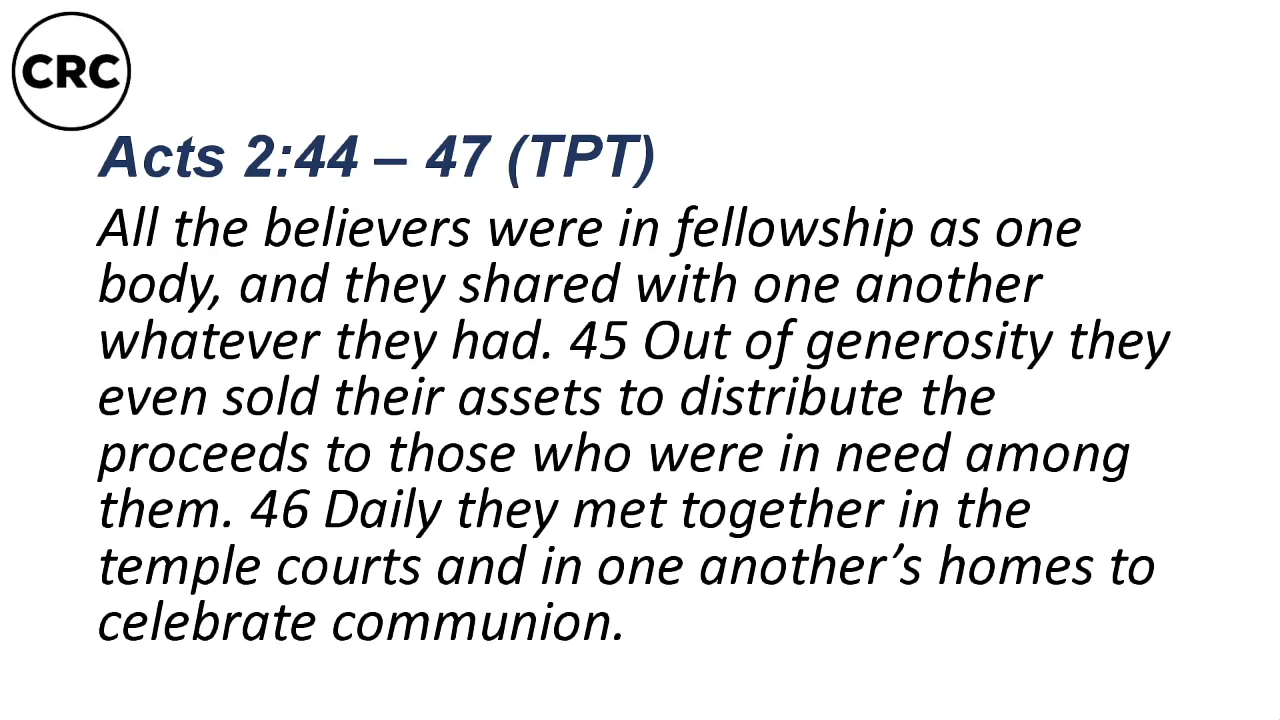 CRC
Acts 2:44 – 47 (TPT)
All the believers were in fellowship as one
body, and they shared with one another
whatever they had. 45 Out of generosity they
even sold their assets to distribute the
proceeds to those who were in need among
them. 46 Daily they met together in the
temple courts and in one another’s homes to
celebrate communion.